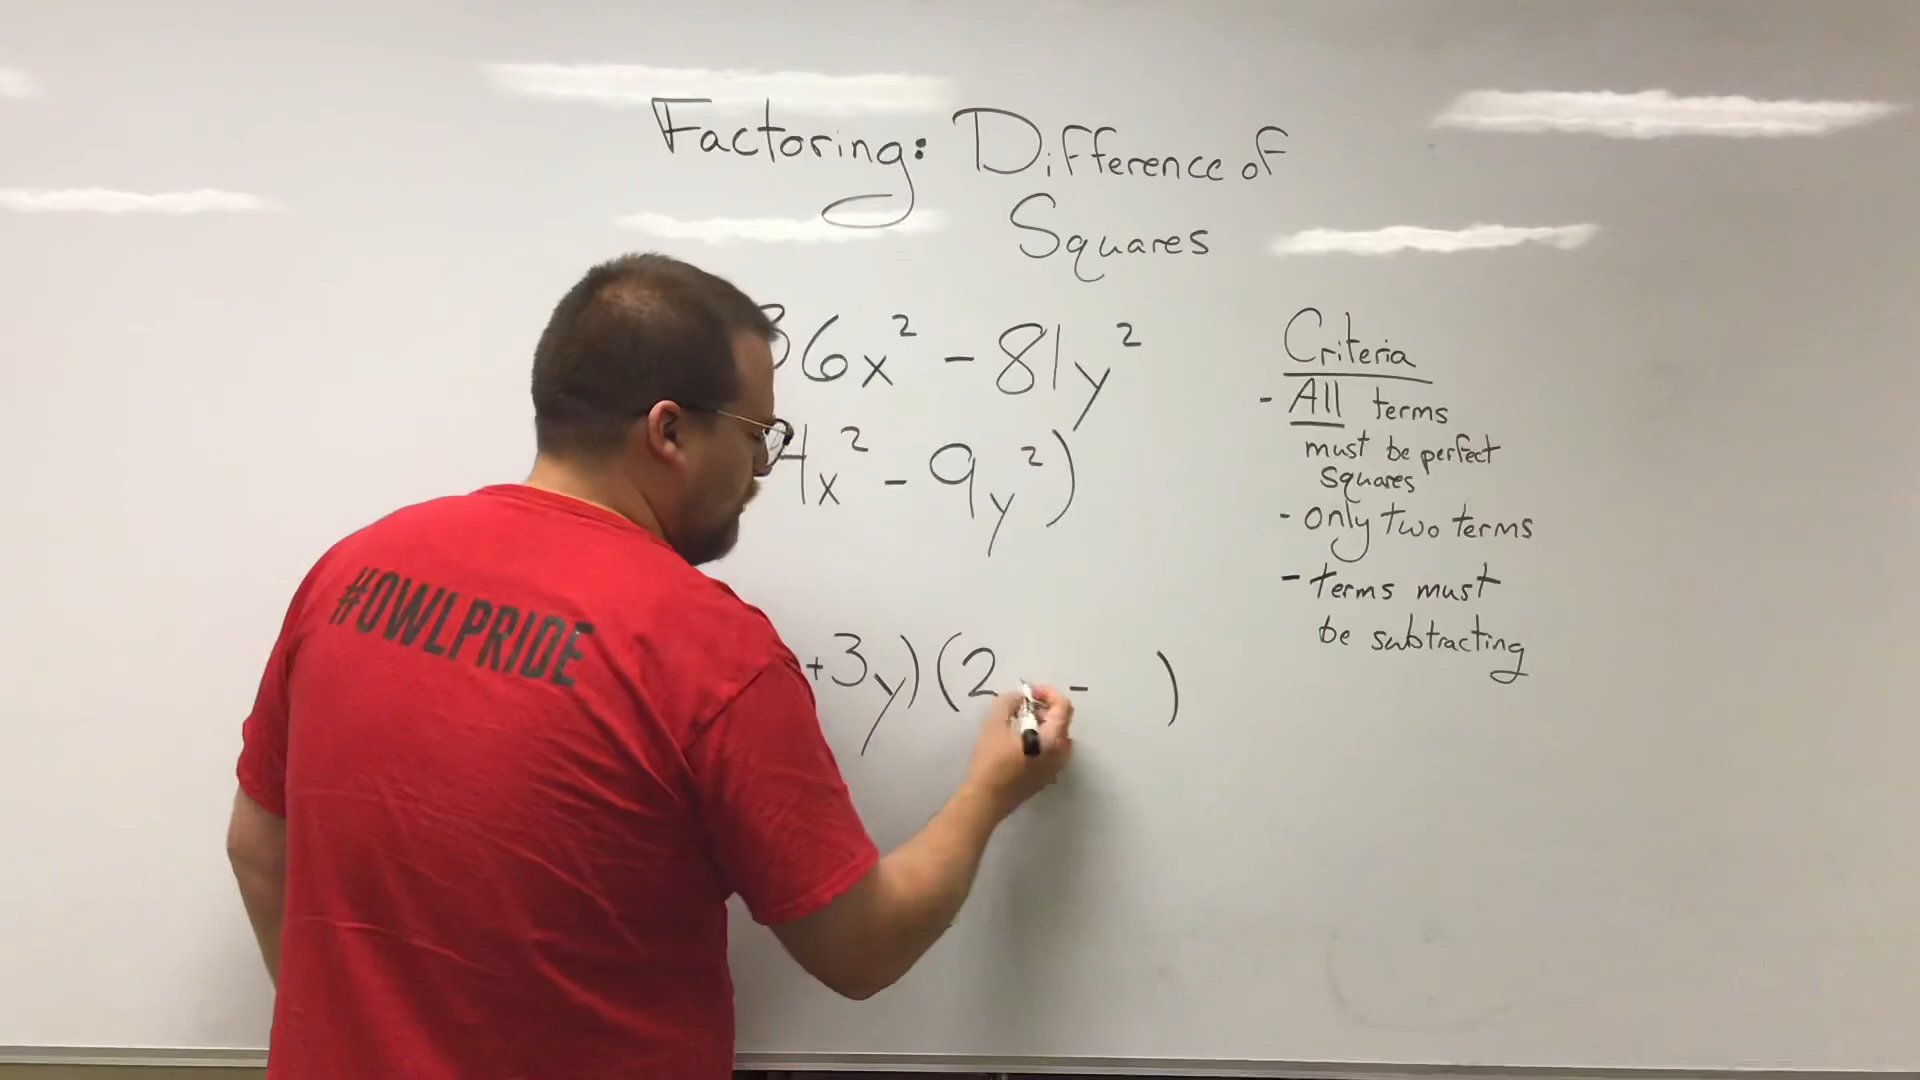 Factoring: Difference of
Squares
36x² - 81y²
4x² - 9y²)
+3y)(2 - )
Criteria
- All terms
must be perfect
squares
- only two terms
- terms must
be subtracting
#OWLPRIDE